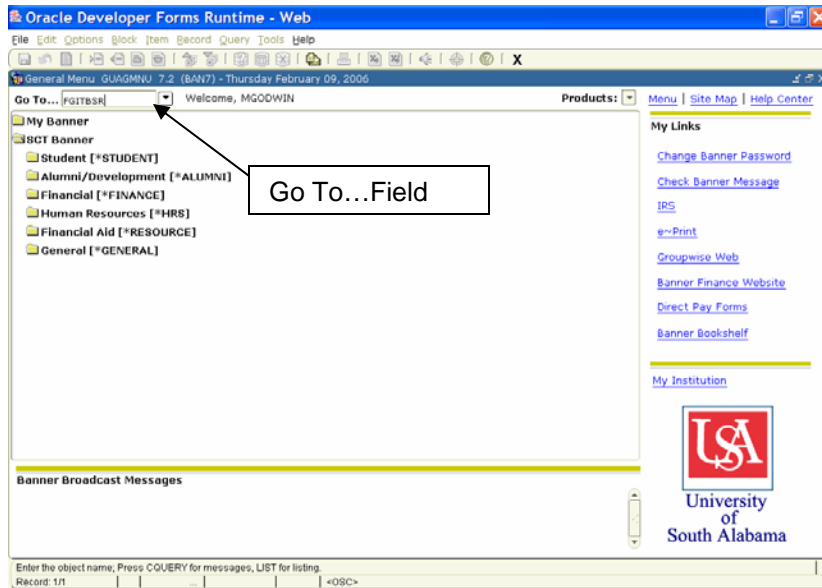 Oracle Developer Forms Runtime - Web
File Edit Options Block Item Record Query Tools Help
X
General Menu GUAGMNU 7.2 (BAN7) - Thursday February 09, 2006
Go To... FGITBSR Welcome, MGODWIN Products: Menu | Site Map | Help Center
My Banner
SCT Banner
Student [*STUDENT]
Alumni/Development [*ALUMNI]
Financial [*FINANCE]
Human Resources [*HRS]
Financial Aid [*RESOURCE]
General [*GENERAL]
Go To…Field
My Links
Change Banner Password
Check Banner Message
IRS
e~Print
Groupwise Web
Banner Finance Website
Direct Pay Forms
Banner Bookshelf
My Institution
USA
University
of
South Alabama
Banner Broadcast Messages
Enter the object name; Press CQUERY for messages, LIST for listing.
Record: 1/1 ... <OSC>